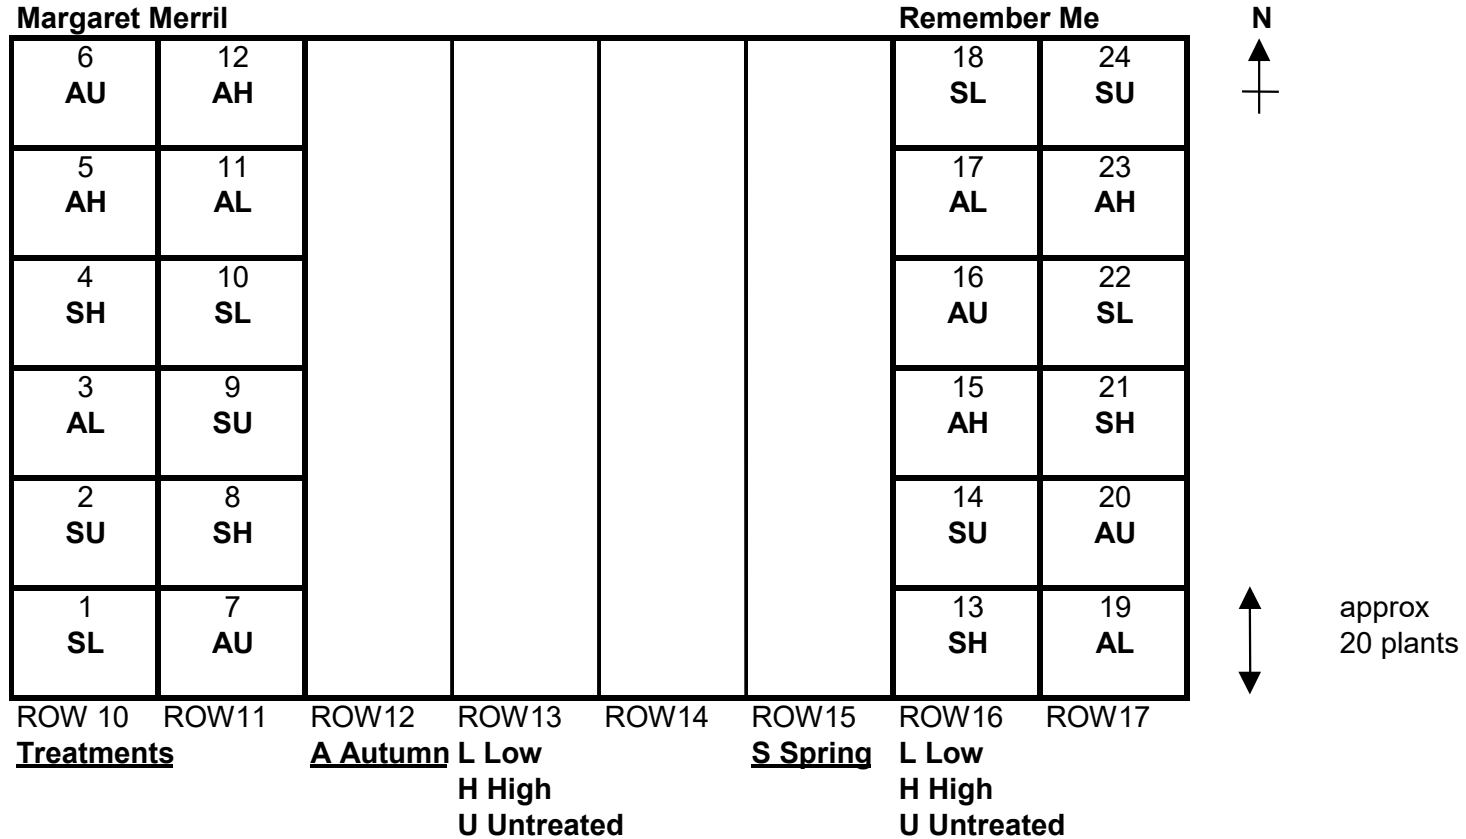 Margaret Merril Remember Me N
6 12 18 24
AU AH SL SU
5 11 17 23
AH AL AL AH
4 10 16 22
SH SL AU SL
3 9 15 21
AL SU AH SH
2 8 14 20
SU SH SU AU
1 7 13 19 approx
SL AU SH AL 20 plants
ROW 10 ROW11 ROW12 ROW13 ROW14 ROW15 ROW16 ROW17
Treatments A Autumn L Low S Spring L Low
H High H High
U Untreated U Untreated